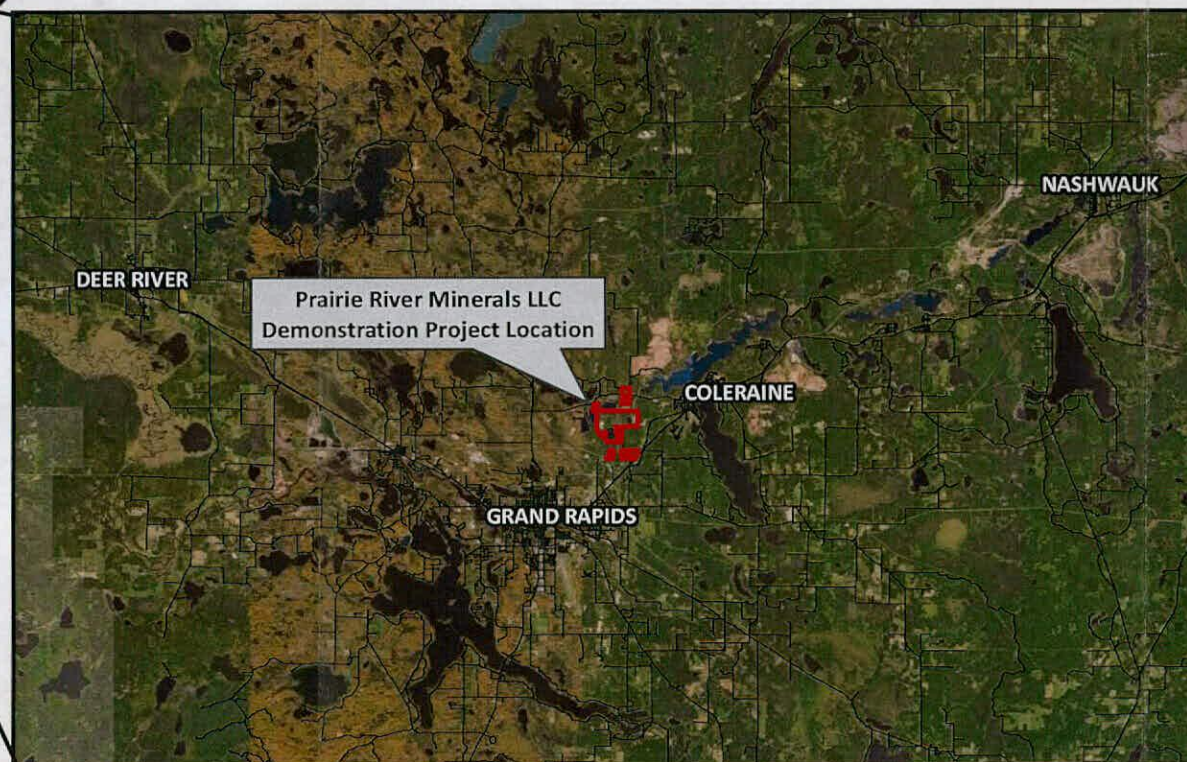 NASHWAUK
DEER RIVER
Prairie River Minerals LLC
Demonstration Project Location
COLERAINE
GRAND RAPIDS